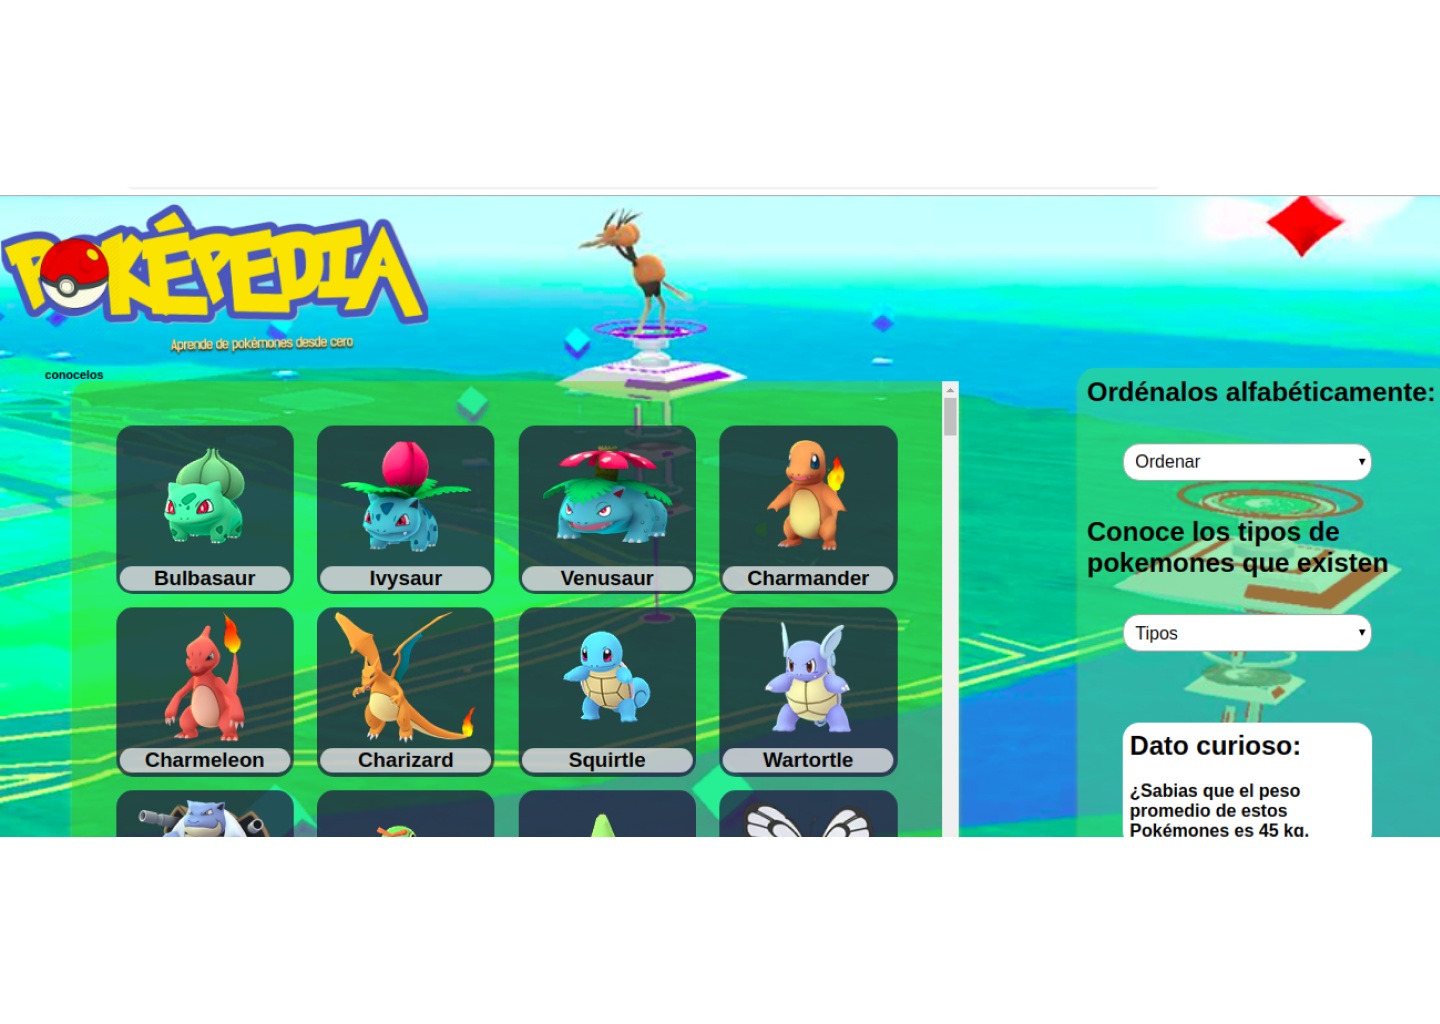 POKÉPEDIA
Aprende de pokémones desde cero
conocelos
Bulbasaur
Ivysaur
Venusaur
Charmander
Charmeleon
Charizard
Squirtle
Wartortle
Ordénalos alfabéticamente:
Ordenar
Conoce los tipos de
pokemones que existen
Tipos
Dato curioso:
¿Sabias que el peso
promedio de estos
Pokémones es 45 kg.